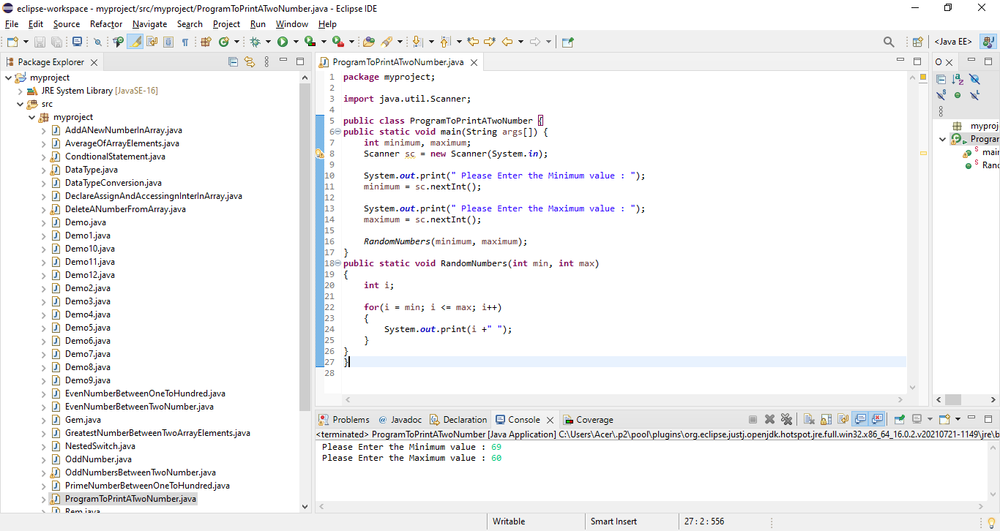 eclipse-workspace - myproject/src/myproject/ProgramToPrintATwoNumber.java - Eclipse IDE
File Edit Source Refactor Navigate Search Project Run Window Help
<Java EE>
Package Explorer
myproject
JRE System Library [JavaSE-16]
src
myproject
AddANewNumberInArray.java
AverageOfArrayElements.java
CondtionalStatement.java
DataType.java
DataTypeConversion.java
DeclareAssignAndAccessingnInterInArray.java
DeleteANumberFromArray.java
Demo.java
Demo1.java
Demo10.java
Demo11.java
Demo12.java
Demo2.java
Demo3.java
Demo4.java
Demo5.java
Demo6.java
Demo7.java
Demo8.java
Demo9.java
EvenNumberBetweenOneToHundred.java
EvenNumberBetweenTwoNumber.java
Gem.java
GreatestNumberBetweenTwoArrayElements.java
NestedSwitch.java
OddNumber.java
OddNumbersBetweenTwoNumber.java
PrimeNumberBetweenOneToHundred.java
ProgramToPrintATwoNumber.java
Rem.java
ProgramToPrintATwoNumber.java
1 package myproject;
2
3 import java.util.Scanner;
4
5 public class ProgramToPrintATwoNumber {
6 public static void main(String args[]) {
7 int minimum, maximum;
8 Scanner sc = new Scanner(System.in);
9
10 System.out.print(" Please Enter the Minimum value : ");
11 minimum = sc.nextInt();
12
13 System.out.print(" Please Enter the Maximum value : ");
14 maximum = sc.nextInt();
15
16 RandomNumbers(minimum, maximum);
17 }
18 public static void RandomNumbers(int min, int max)
19 {
20 int i;
21
22 for(i = min; i <= max; i++)
23 {
24 System.out.print(i +" ");
25 }
26 }
27 }
28
O
myproj
Progran
main
Rand
Problems @ Javadoc Declaration Console Coverage
<terminated> ProgramToPrintATwoNumber [Java Application] C:\Users\Acer\.p2\pool\plugins\org.eclipse.justj.openjdk.hotspot.jre.full.win32.x86_64_16.0.2.v20210721-1149\jre\b
Please Enter the Minimum value : 69
Please Enter the Maximum value : 60
Writable Smart Insert 27 : 2 : 556